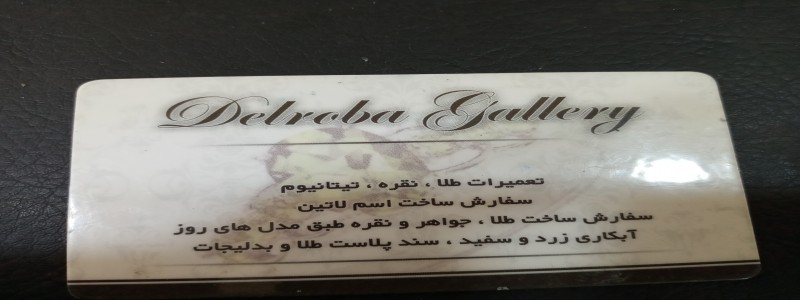 Delroba Gallery
تعمیرات طلا ، نقره ، تیتانیوم
سفارش ساخت اسم لاتین
سفارش ساخت طلا ، جواهر و نقره طبق مدل های روز
آبکاری زرد و سفید ، سند پلاست طلا و بدلیجات